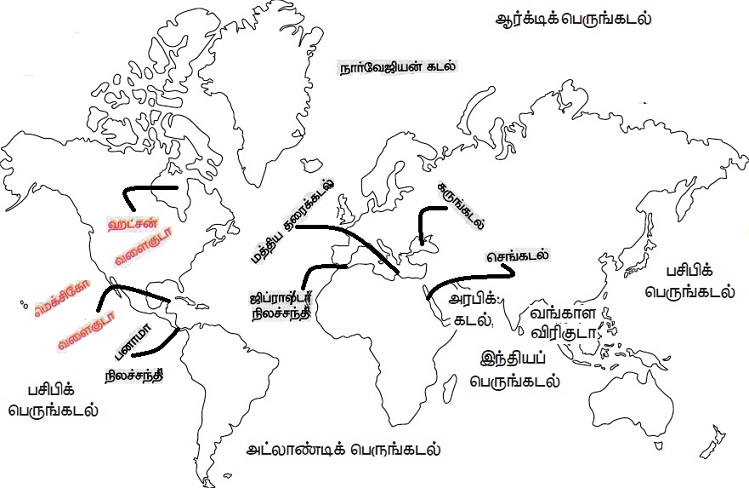 ஆர்க்டிக் பெருங்கடல்
நார்வேஜியன் கடல்
மத்திய தரைக்கடல்
கருங்கடல்
ஹட்சன்
வளைகுடா
செங்கடல்
பசிபிக்
பெருங்கடல்
மெக்சிகோ
வளைகுடா
ஜிப்ரால்டர்
நிலச்சந்தி
அரபிக்
கடல்
வங்காள
விரிகுடா
பனாமா
நிலச்சந்தி
இந்தியப்
பெருங்கடல்
பசிபிக்
பெருங்கடல்
அட்லாண்டிக் பெருங்கடல்